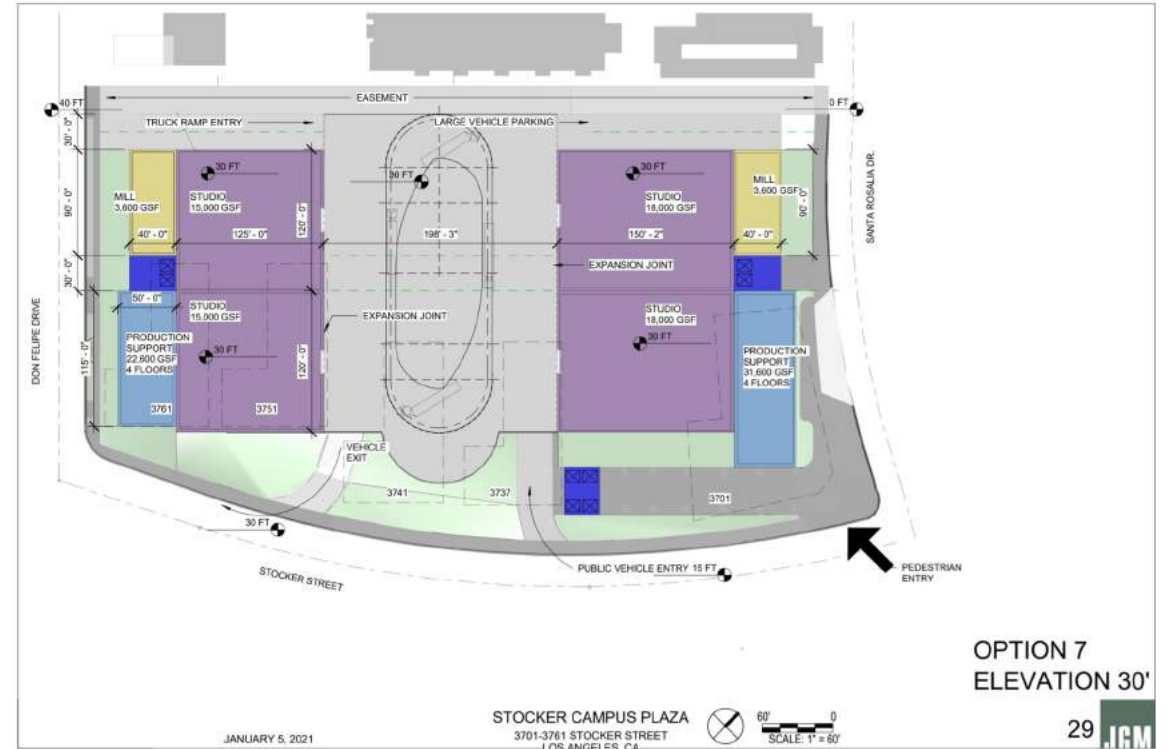 40 FT
EASEMENT
0 FT
TRUCK RAMP ENTRY
LARGE VEHICLE PARKING
30' - 0"
30 FT
30 FT
30 FT
MILL
3,600 GSF
STUDIO
15,000 GSF
STUDIO
18,000 GSF
MILL
3,600 GSF
90' - 0"
120' - 0"
90' - 0"
SANTA ROSALIA DR.
40' - 0"
125' - 0"
198' - 3"
150' - 2"
40' - 0"
30' - 0"
EXPANSION JOINT
50' - 0"
STUDIO
15,000 GSF
STUDIO
18,000 GSF
EXPANSION JOINT
DON FELIPE DRIVE
115' - 0"
PRODUCTION
SUPPORT
22,600 GSF
4 FLOORS
30 FT
120' - 0"
30 FT
PRODUCTION
SUPPORT
31,600 GSF
4 FLOORS
3761
3751
VEHICLE
EXIT
3741
3737
3701
30 FT
STOCKER STREET
PUBLIC VEHICLE ENTRY 15 FT
PEDESTRIAN
ENTRY
OPTION 7
ELEVATION 30'
STOCKER CAMPUS PLAZA
3701-3761 STOCKER STREET
LOS ANGELES, CA
60' 0
SCALE: 1" = 60'
JANUARY 5, 2021
29
JGM